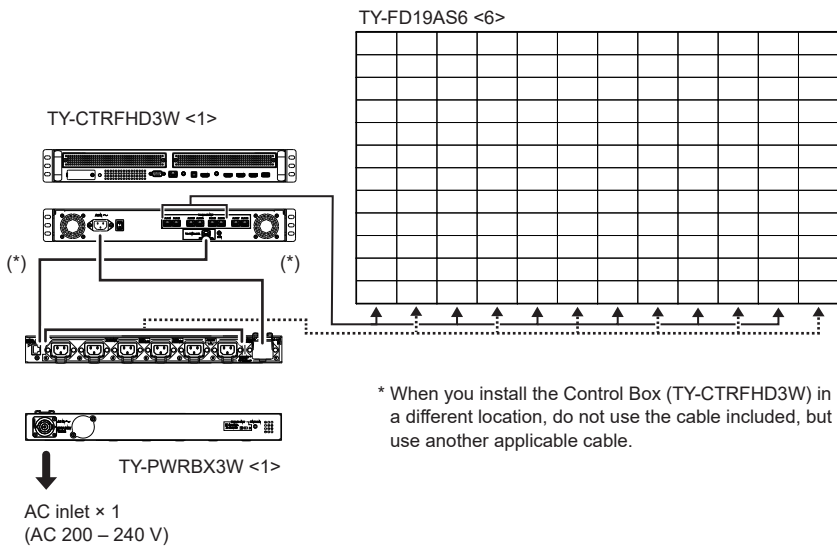 TY-FD19AS6 <6>
TY-CTRFHD3W <1>
(*)
(*)
* When you install the Control Box (TY-CTRFHD3W) in
a different location, do not use the cable included, but
use another applicable cable.
TY-PWRBX3W <1>
AC inlet × 1
(AC 200 – 240 V)